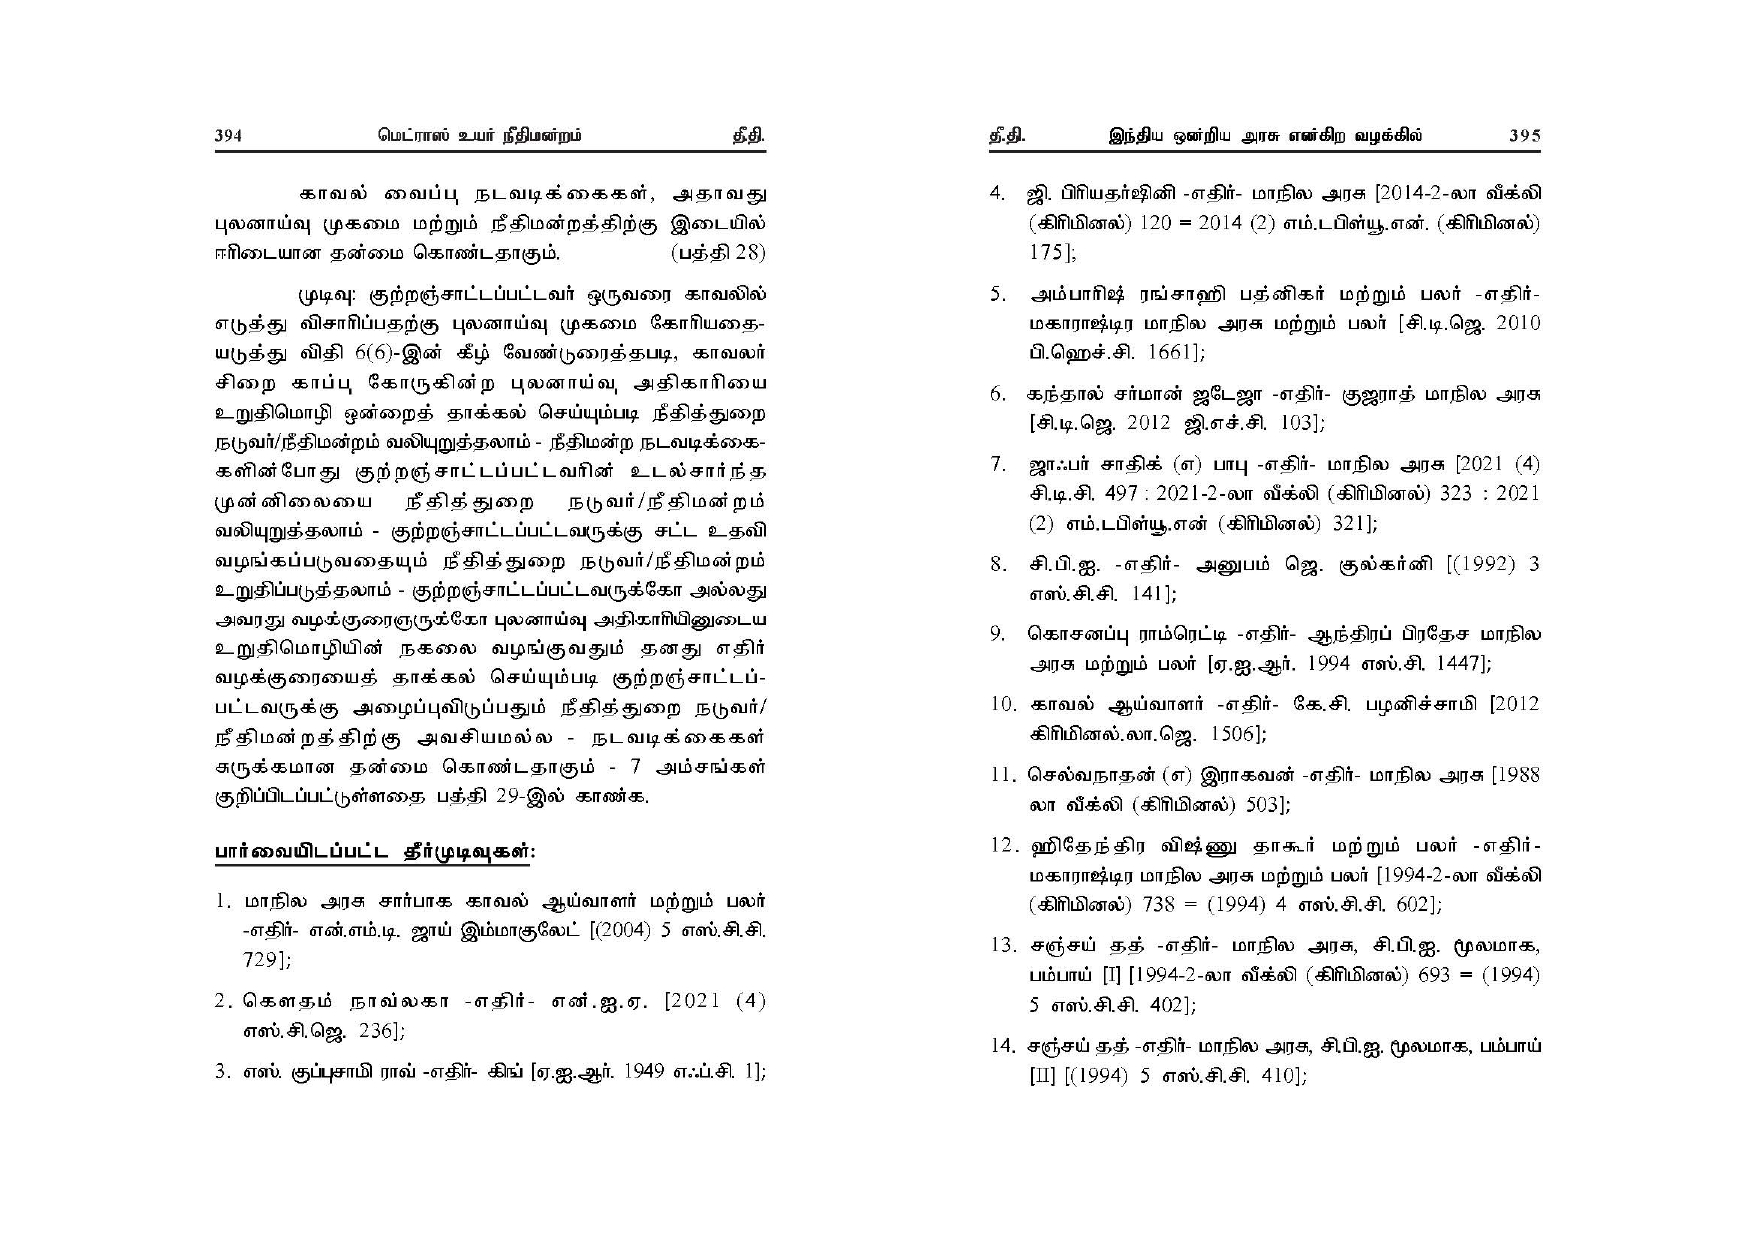 394 மெட்ராஸ் உயர் நீதிமன்றம் தீ.தி.
காவல் வைப்பு நடவடிக்கைகள், அதாவது
புலனாய்வு முகமை மற்றும் நீதிமன்றத்திற்கு இடையில்
ஈரிடையான தன்மை கொண்டதாகும். (பத்தி 28)
முடிவு: குற்றஞ்சாட்டப்பட்டவர் ஒருவரை காவலில்
எடுத்து விசாரிப்பதற்கு புலனாய்வு முகமை கோரியதை-
யடுத்து விதி 6(6)-இன் கீழ் வேண்டுரைத்தபடி, காவலர்
சிறை காப்பு கோருகின்ற புலனாய்வு அதிகாரியை
உறுதிமொழி ஒன்றைத் தாக்கல் செய்யும்படி நீதித்துறை
நடுவர்/நீதிமன்றம் வலியுறுத்தலாம் - நீதிமன்ற நடவடிக்கை-
களின்போது குற்றஞ்சாட்டப்பட்டவரின் உடல்சார்ந்த
முன்னிலையை நீதித்துறை நடுவர்/நீதிமன்றம்
வலியுறுத்தலாம் - குற்றஞ்சாட்டப்பட்டவருக்கு சட்ட உதவி
வழங்கப்படுவதையும் நீதித்துறை நடுவர்/நீதிமன்றம்
உறுதிப்படுத்தலாம் - குற்றஞ்சாட்டப்பட்டவருக்கோ அல்லது
அவரது வழக்குரைஞருக்கோ புலனாய்வு அதிகாரியினுடைய
உறுதிமொழியின் நகலை வழங்குவதும் தனது எதிர்
வழக்குரையைத் தாக்கல் செய்யும்படி குற்றஞ்சாட்டப்-
பட்டவருக்கு அழைப்புவிடுப்பதும் நீதித்துறை நடுவர்/
நீதிமன்றத்திற்கு அவசியமல்ல - நடவடிக்கைகள்
சுருக்கமான தன்மை கொண்டதாகும் - 7 அம்சங்கள்
குறிப்பிடப்பட்டுள்ளதை பத்தி 29-இல் காண்க.
பார்வையிடப்பட்ட தீர்முடிவுகள்:
1. மாநில அரசு சார்பாக காவல் ஆய்வாளர் மற்றும் பலர்
-எதிர்- என்.எம்.டி. ஜாய் இம்மாகுலேட் [(2004) 5 எஸ்.சி.சி.
729];
2. கௌதம் நாவ்லகா -எதிர்- என்.ஐ.ஏ. [2021 (4)
எஸ்.சி.ஜெ. 236];
3. எஸ். குப்புசாமி ராவ் -எதிர்- கிங் [ஏ.ஐ.ஆர். 1949 எஃப்.சி. 1];
தீ.தி. இந்திய ஒன்றிய அரசு என்கிற வழக்கில் 395
4. ஜி. பிரியதர்ஷினி -எதிர்- மாநில அரசு [2014-2-லா வீக்லி
(கிரிமினல்) 120 = 2014 (2) எம்.டபிள்யூ.என். (கிரிமினல்)
175];
5. அம்பாரிஷ் ரங்சாஹி பத்னிகர் மற்றும் பலர் -எதிர்-
மகாராஷ்டிர மாநில அரசு மற்றும் பலர் [சி.டி.ஜெ. 2010
பி.ஹெச்.சி. 1661];
6. கந்தால் சர்மான் ஜடேஜா -எதிர்- குஜராத் மாநில அரசு
[சி.டி.ஜெ. 2012 ஜி.எச்.சி. 103];
7. ஜாஃபர் சாதிக் (எ) பாபு -எதிர்- மாநில அரசு [2021 (4)
சி.டி.சி. 497 : 2021-2-லா வீக்லி (கிரிமினல்) 323 : 2021
(2) எம்.டபிள்யூ.என் (கிரிமினல்) 321];
8. சி.பி.ஐ. -எதிர்- அனுபம் ஜெ. குல்கர்னி [(1992) 3
எஸ்.சி.சி. 141];
9. கொசனப்பு ராம்ரெட்டி -எதிர்- ஆந்திரப் பிரதேச மாநில
அரசு மற்றும் பலர் [ஏ.ஐ.ஆர். 1994 எஸ்.சி. 1447];
10. காவல் ஆய்வாளர் -எதிர்- கே.சி. பழனிச்சாமி [2012
கிரிமினல்.லா.ஜெ. 1506];
11. செல்வநாதன் (எ) இராகவன் -எதிர்- மாநில அரசு [1988
லா வீக்லி (கிரிமினல்) 503];
12. ஹிதேந்திர விஷ்ணு தாகூர் மற்றும் பலர் -எதிர்-
மகாராஷ்டிர மாநில அரசு மற்றும் பலர் [1994-2-லா வீக்லி
(கிரிமினல்) 738 = (1994) 4 எஸ்.சி.சி. 602];
13. சஞ்சய் தத் -எதிர்- மாநில அரசு, சி.பி.ஐ. மூலமாக,
பம்பாய் [I] [1994-2-லா வீக்லி (கிரிமினல்) 693 = (1994)
5 எஸ்.சி.சி. 402];
14. சஞ்சய் தத் -எதிர்- மாநில அரசு, சி.பி.ஐ. மூலமாக, பம்பாய்
[II] [(1994) 5 எஸ்.சி.சி. 410];